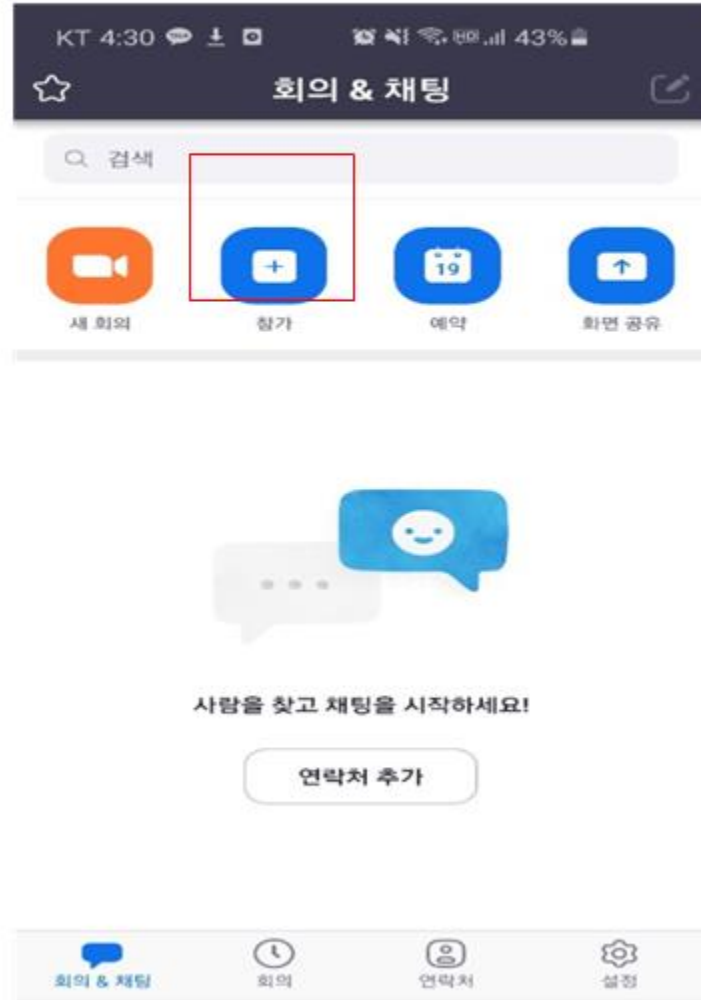 KT 4:30 43%
회의 & 채팅
검색
19
새 회의 참가 예약 화면 공유
사람을 찾고 채팅을 시작하세요!
연락처 추가
회의 & 채팅 회의 연락처 설정